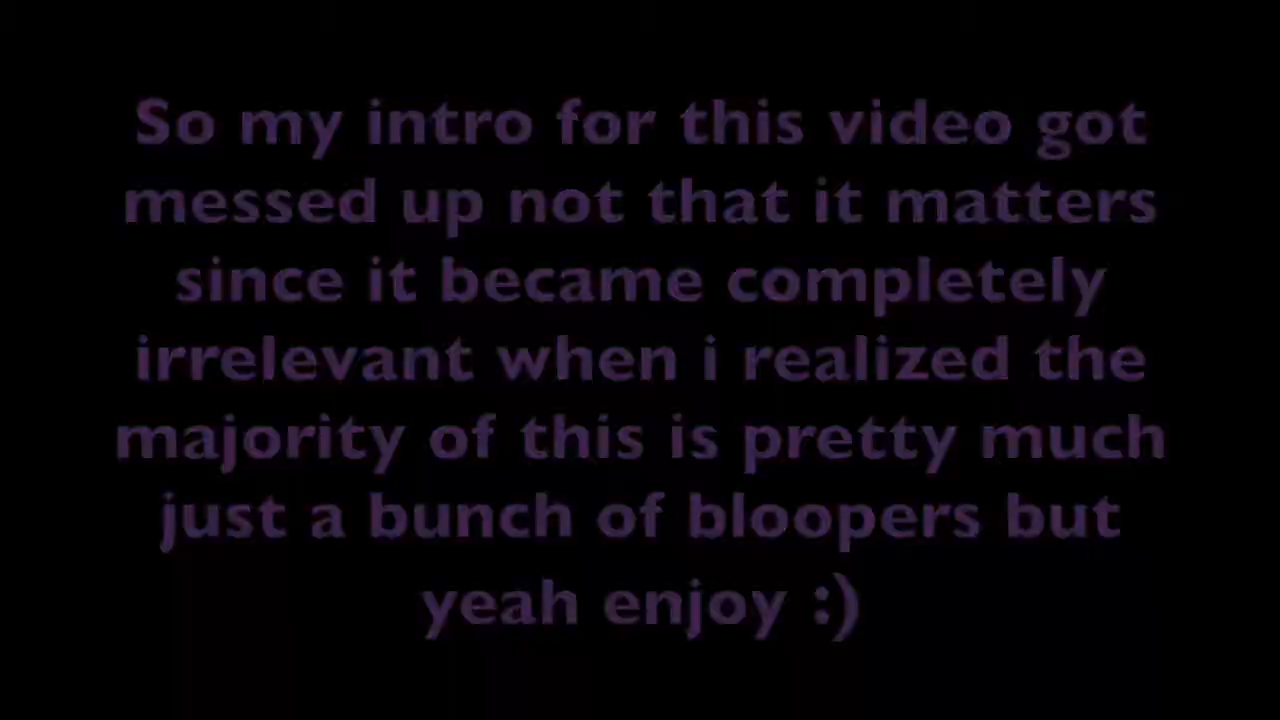 So my intro for this video got
messed up not that it matters
since it became completely
irrelevant when i realized the
majority of this is pretty much
just a bunch of bloopers but
yeah enjoy :)